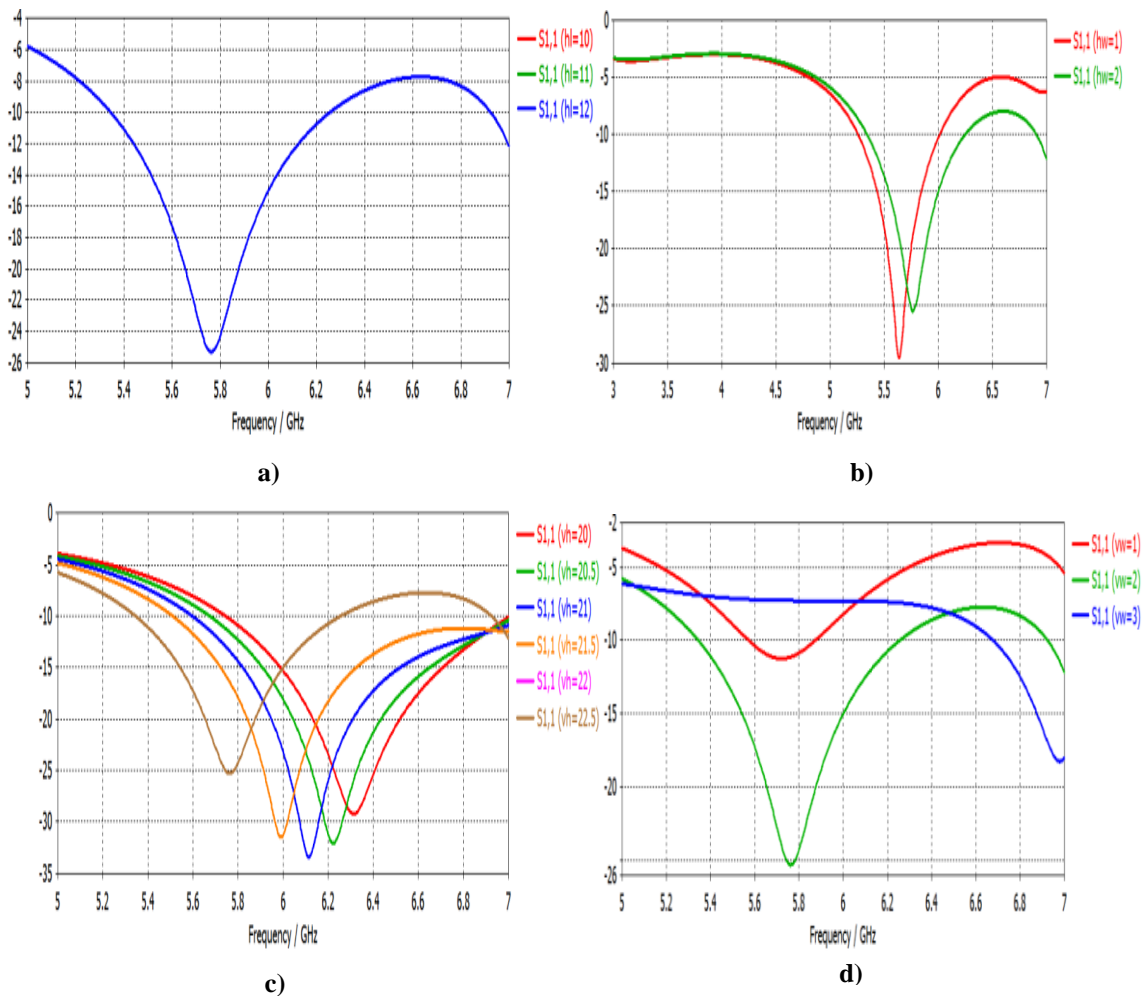 -4
-6
-8
-10
-12
-14
-16
-18
-20
-22
-24
-26
5 5.2 5.4 5.6 5.8 6 6.2 6.4 6.6 6.8 7
Frequency / GHz
S1,1 (hl=10)
S1,1 (hl=11)
S1,1 (hl=12)
a)
0
-5
-10
-15
-20
-25
-30
3 3.5 4 4.5 5 5.5 6 6.5 7
Frequency / GHz
S1,1 (hw=1)
S1,1 (hw=2)
b)
0
-5
-10
-15
-20
-25
-30
-35
5 5.2 5.4 5.6 5.8 6 6.2 6.4 6.6 6.8 7
Frequency / GHz
S1,1 (vh=20)
S1,1 (vh=20.5)
S1,1 (vh=21)
S1,1 (vh=21.5)
S1,1 (vh=22)
S1,1 (vh=22.5)
c)
-2
-5
-10
-15
-20
-26
5 5.2 5.4 5.6 5.8 6 6.2 6.4 6.6 6.8 7
Frequency / GHz
S1,1 (vw=1)
S1,1 (vw=2)
S1,1 (vw=3)
d)